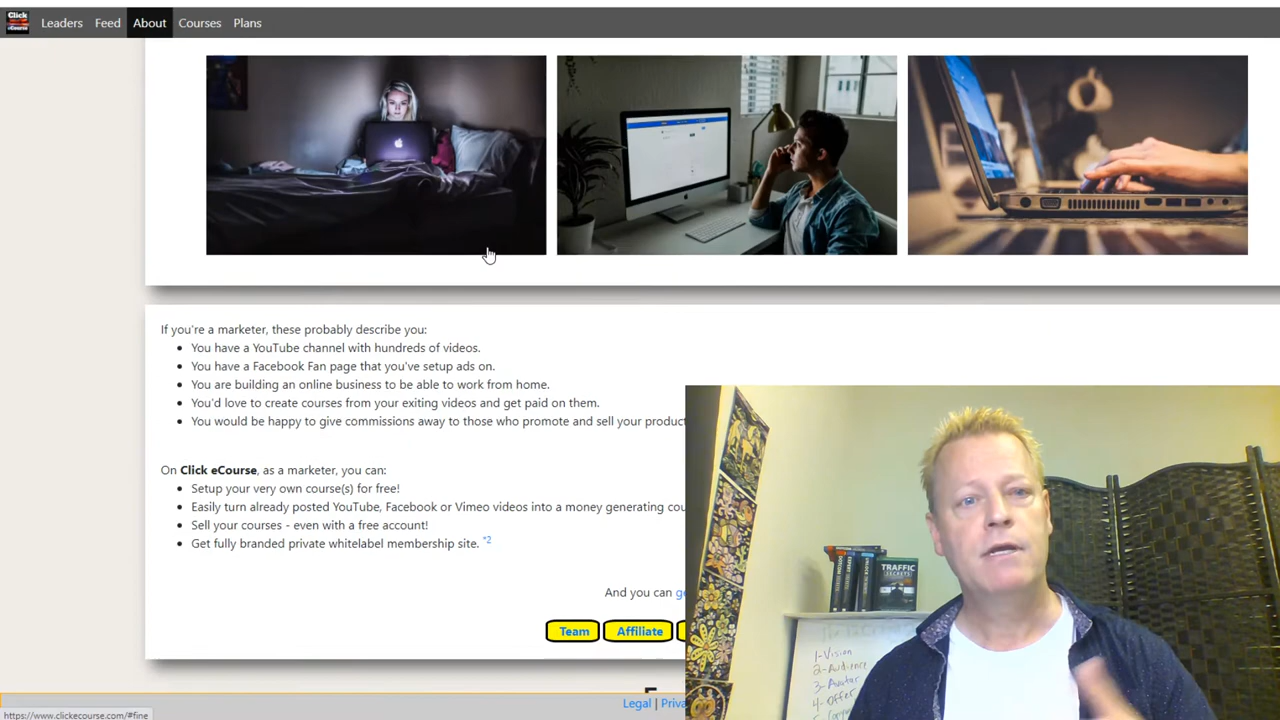 Click
eCourse
Leaders Feed About Courses Plans
If you're a marketer, these probably describe you:
You have a YouTube channel with hundreds of videos.
You have a Facebook Fan page that you've setup ads on.
You are building an online business to be able to work from home.
You'd love to create courses from your exiting videos and get paid on them.
You would be happy to give commissions away to those who promote and sell your product
On Click eCourse, as a marketer, you can:
Setup your very own course(s) for free!
Easily turn already posted YouTube, Facebook or Vimeo videos into a money generating cou
Sell your courses - even with a free account!
Get fully branded private whitelabel membership site. *2
And you can g
Team Affiliate
Legal | Priva
https://www.clickecourse.com/#fine
DOTCOM SECRETS
EXPERT SECRETS
TRAFFIC
SECRETS
1-Vision
2-Audience
3-Avatar
4-Offer